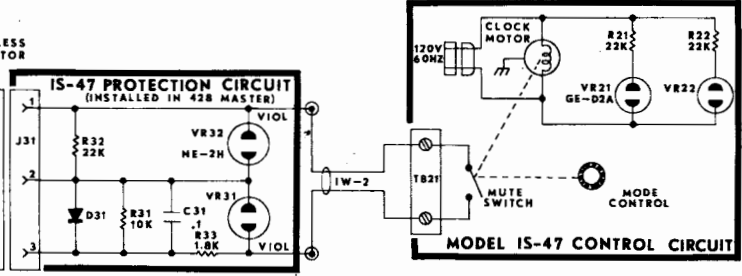 LESS
TOR
IS-47 PROTECTION CIRCUIT
(INSTALLED IN 428 MASTER)
1
VIOL
J31
R32
22K
VR32
NE-2H
2
VR31
D31
R31
10K
C31
.1
R33
1.8K
3
VIOL
IW-2
TB21
120V
60HZ
CLOCK
MOTOR
R21
22K
R22
22K
VR21
GE-D2A
VR22
MUTE
SWITCH
MODE
CONTROL
MODEL IS-47 CONTROL CIRCUIT